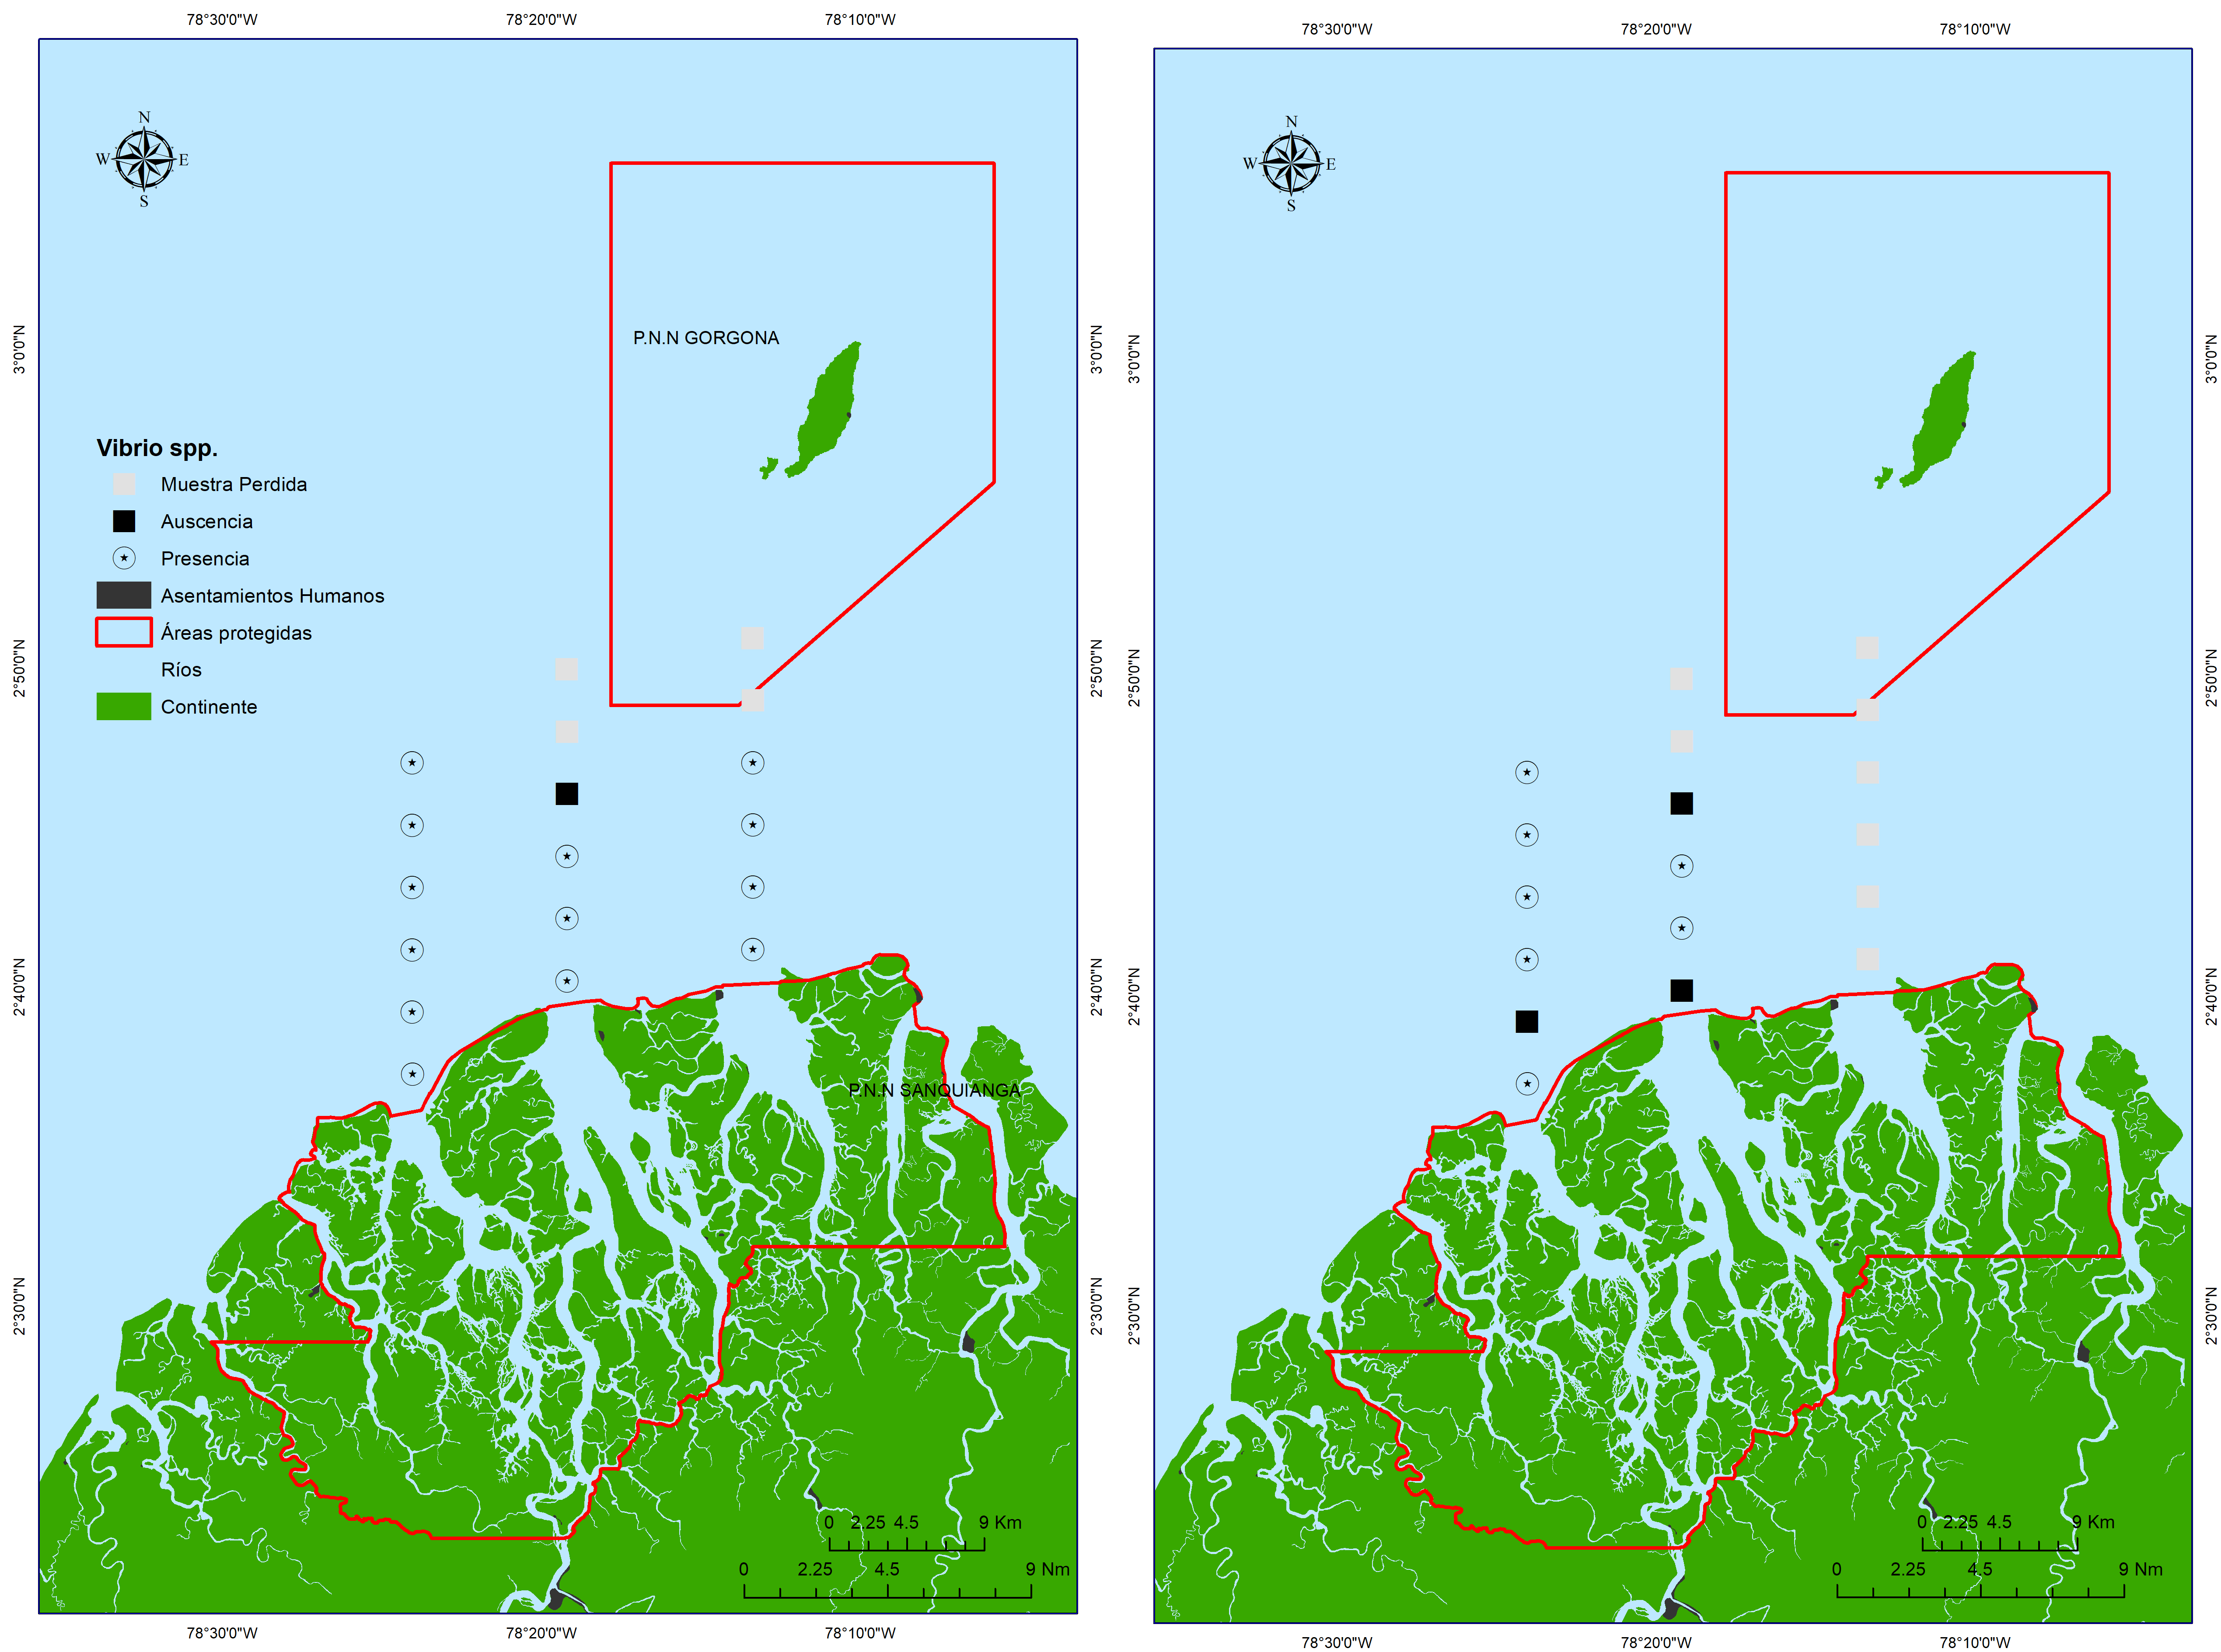 78°30'0"W 78°20'0"W 78°10'0"W
N
W E
S
3°0'0"N
2°50'0"N
2°40'0"N
2°30'0"N
P.N.N GORGONA
Vibrio spp.
Muestra Perdida
Auscencia
Presencia
Asentamientos Humanos
Áreas protegidas
Ríos
Continente
P.N.N SANQUIANGA
3°0'0"N
2°50'0"N
2°40'0"N
2°30'0"N
0 2.25 4.5 9 Km
0 2.25 4.5 9 Nm
78°30'0"W 78°20'0"W 78°10'0"W
78°30'0"W 78°20'0"W 78°10'0"W
N
W E
S
3°0'0"N
2°50'0"N
2°40'0"N
2°30'0"N
3°0'0"N
2°50'0"N
2°40'0"N
2°30'0"N
0 2.25 4.5 9 Km
0 2.25 4.5 9 Nm
78°30'0"W 78°20'0"W 78°10'0"W